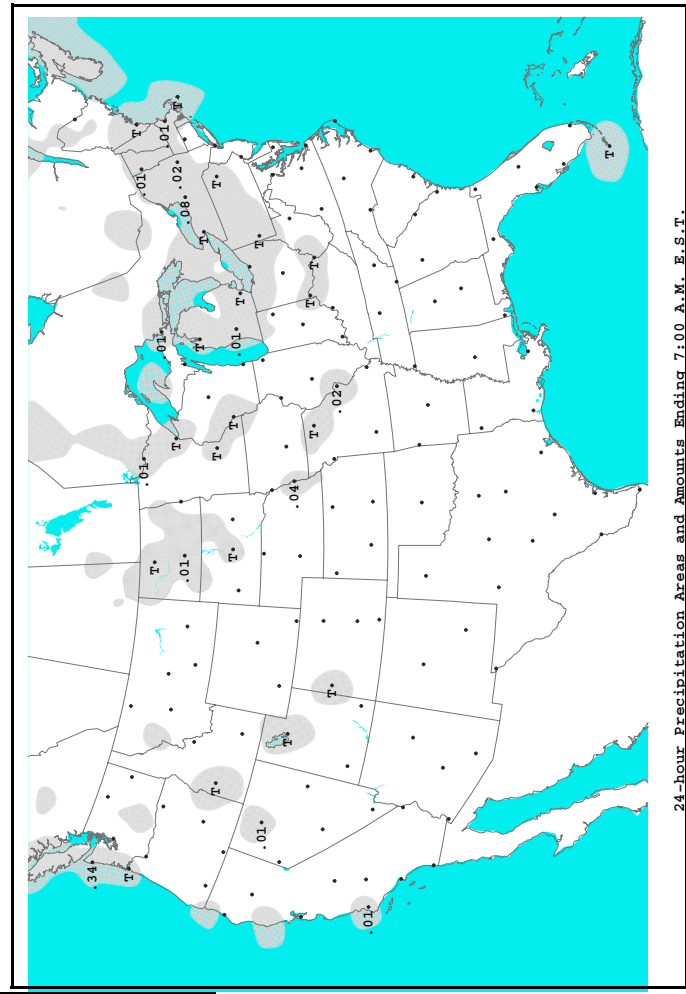 .34
T
T
.01
.01
T
.01
.01
T
T
.02
.01
.08
T
T
T
T
T
T
T
.01
T
T
.01
T
.04
T
T
T
T
.02
.01
T
24-hour Precipitation Areas and Amounts Ending 7:00 A.M. E.S.T.